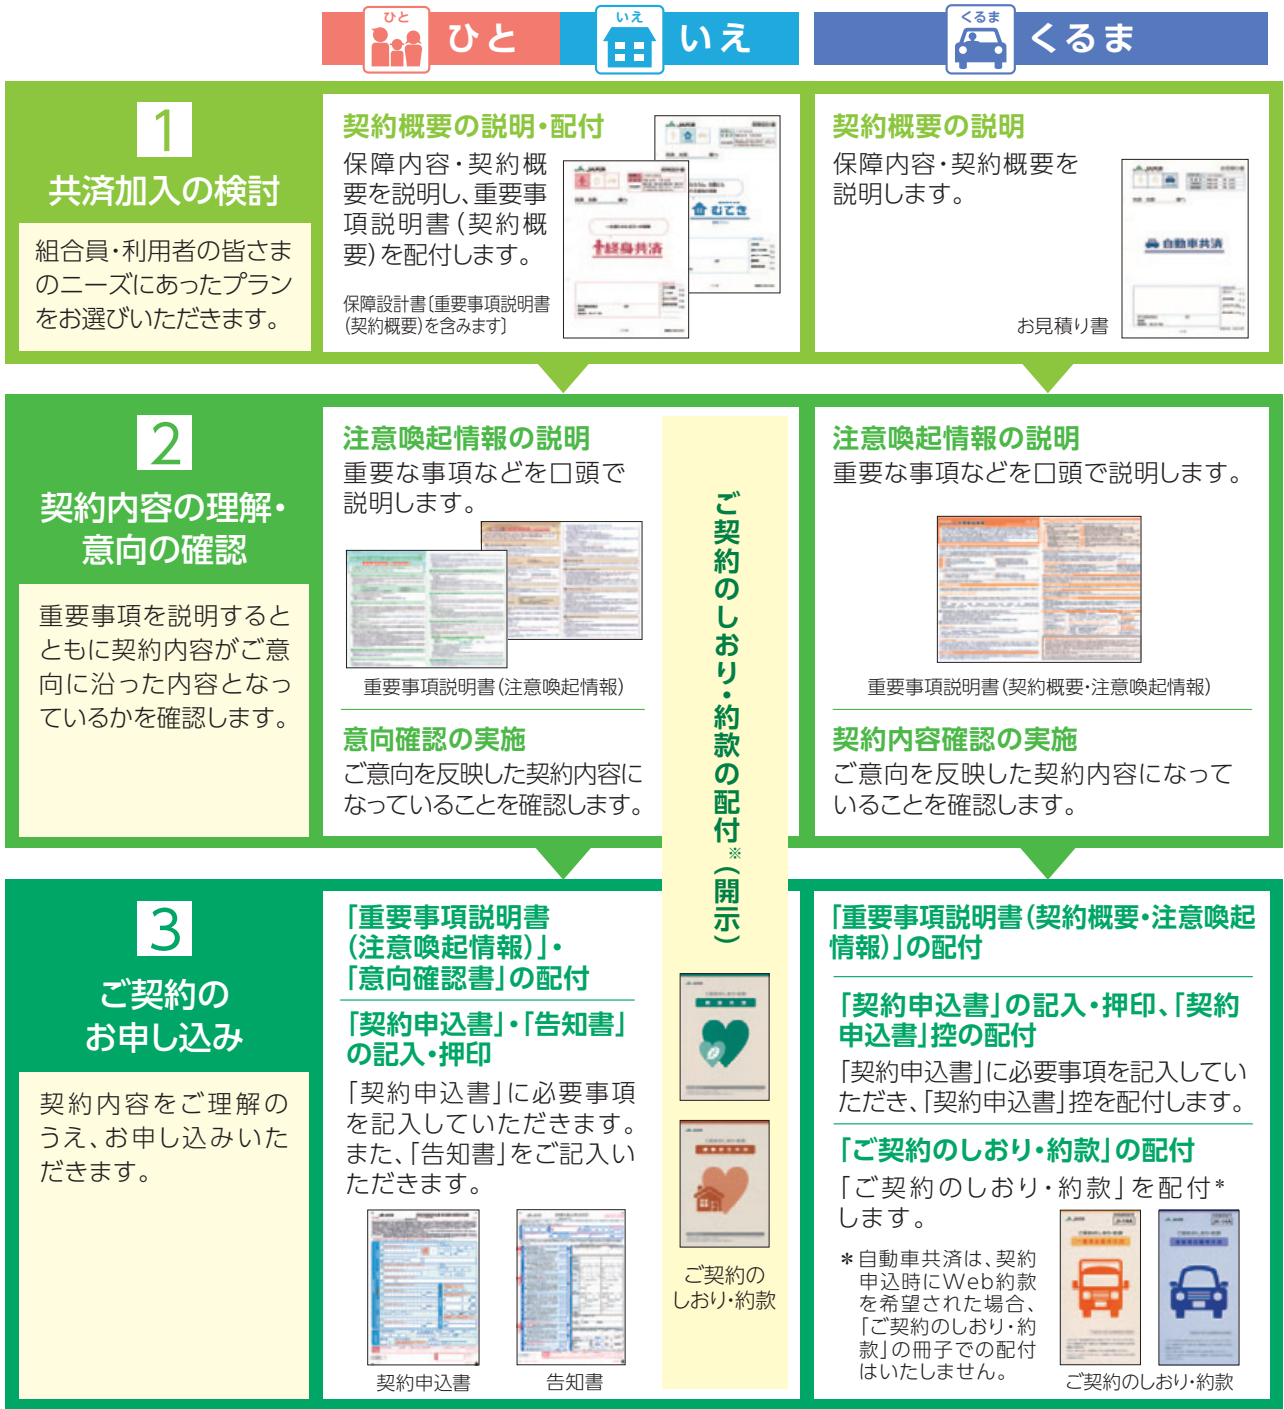 ひと
ひと
いえ
いえ
くるま
くるま
1
共済加入の検討
組合員・利用者の皆さま
のニーズにあったプラン
をお選びいただきます。
契約概要の説明・配付
保障内容・契約概
要を説明し、重要事
項説明書（契約概
要）を配付します。
保障設計書〔重要事項説明書
（契約概要）を含みます〕
終身共済
むてき
契約概要の説明
保障内容・契約概要を
説明します。
お見積り書
自動車共済
2
契約内容の理解・
意向の確認
重要事項を説明すると
ともに契約内容がご意
向に沿った内容となっ
ているかを確認します。
注意喚起情報の説明
重要な事項などを口頭で
説明します。
重要事項説明書（注意喚起情報）
意向確認の実施
ご意向を反映した契約内容に
なっていることを確認します。
ご契約のしおり・約款の配付※（開示）
注意喚起情報の説明
重要な事項などを口頭で説明します。
重要事項説明書（契約概要・注意喚起情報）
契約内容確認の実施
ご意向を反映した契約内容になって
いることを確認します。
3
ご契約の
お申し込み
契約内容をご理解の
うえ、お申し込みいた
だきます。
「重要事項説明書
（注意喚起情報）」・
「意向確認書」の配付
「契約申込書」・「告知書」
の記入・押印
「契約申込書」に必要事項
を記入していただきます。
また、「告知書」をご記入い
ただきます。
契約申込書
告知書
ご契約の
しおり・約款
「重要事項説明書（契約概要・注意喚起
情報）」の配付
「契約申込書」の記入・押印、「契約
申込書」控の配付
「契約申込書」に必要事項を記入してい
ただき、「契約申込書」控を配付します。
「ご契約のしおり・約款」の配付
「ご契約のしおり・約款」を配付*
します。
*自動車共済は、契約
申込時にWeb約款
を希望された場合、
「ご契約のしおり・約
款」の冊子での配付
はいたしません。
ご契約のしおり・約款